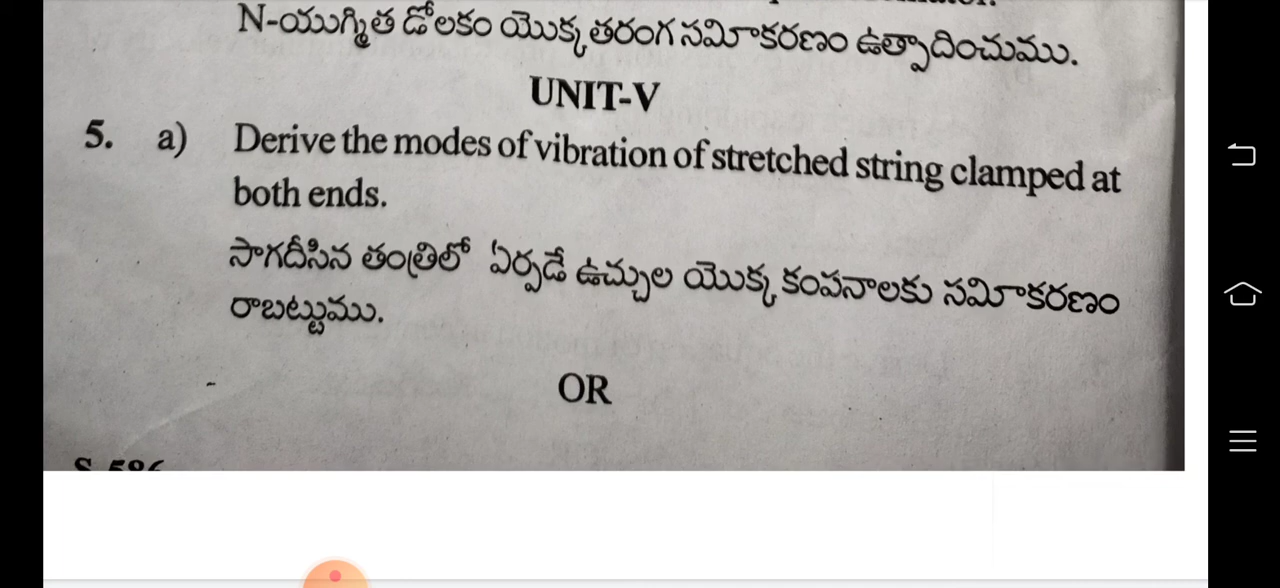 N-యుగ్మిత డోలకం యొక్క తరంగ సమీకరణం ఉత్పాదించుము.
UNIT-V
5. a) Derive the modes of vibration of stretched string clamped at
both ends.
సాగదీసిన తంత్రిలో ఏర్పడే ఉచ్చుల యొక్క కంపనాలకు సమీకరణం
రాబట్టుము.
OR